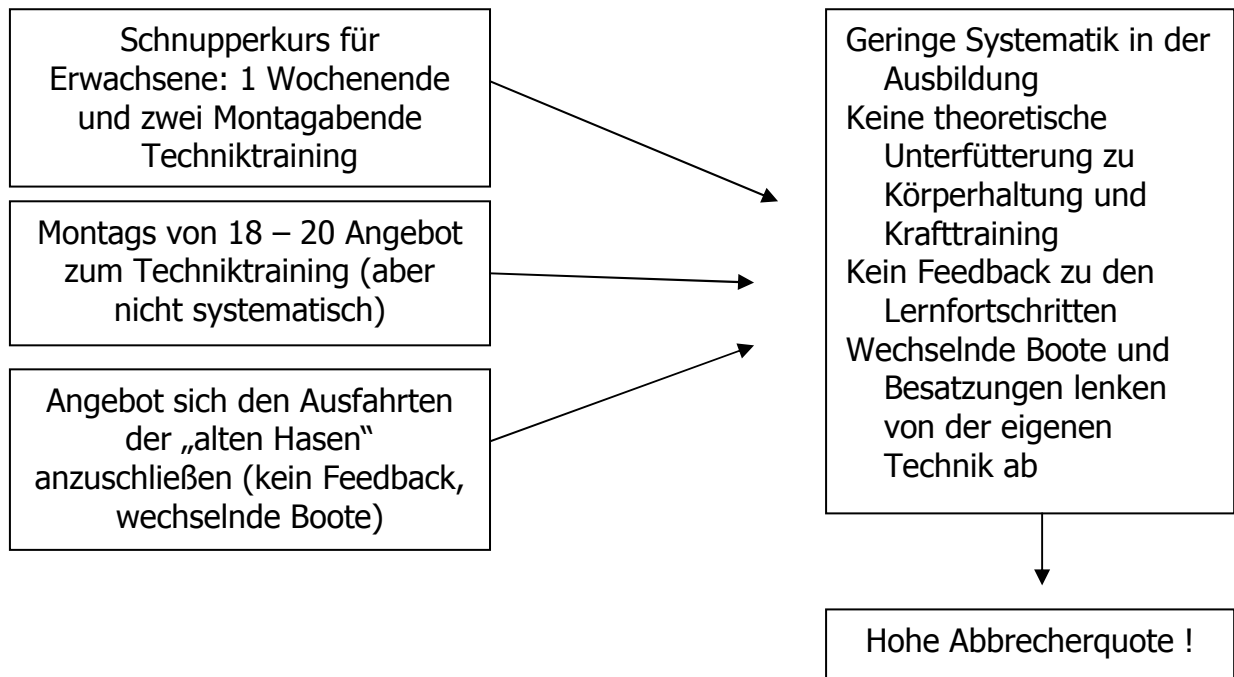 Schnupperkurs für
Erwachsene: 1 Wochenende
und zwei Montagabende
Techniktraining
Montags von 18 – 20 Angebot
zum Techniktraining (aber
nicht systematisch)
Angebot sich den Ausfahrten
der „alten Hasen“
anzuschließen (kein Feedback,
wechselnde Boote)
Geringe Systematik in der
Ausbildung
Keine theoretische
Unterfütterung zu
Körperhaltung und
Krafttraining
Kein Feedback zu den
Lernfortschritten
Wechselnde Boote und
Besatzungen lenken
von der eigenen
Technik ab
Hohe Abbrecherquote !